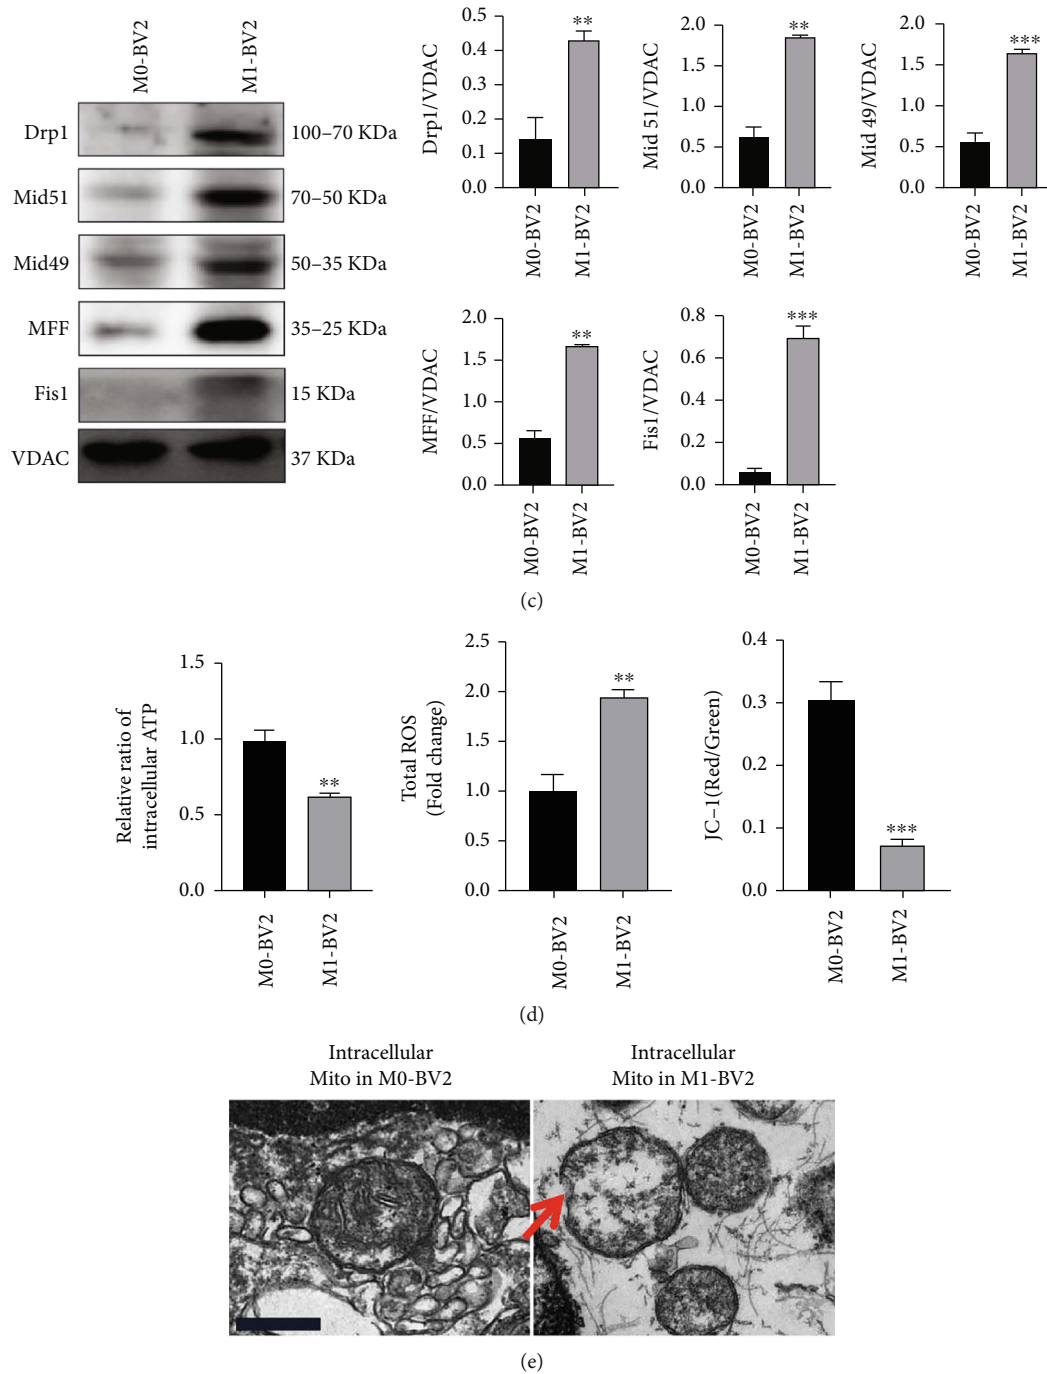 M0-BV2
M1-BV2
Drp1
100–70 KDa
Mid51
70–50 KDa
Mid49
50–35 KDa
MFF
35–25 KDa
Fis1
15 KDa
VDAC
37 KDa
Drp1/VDAC
0.5
0.4
0.3
0.2
0.1
0.0
**
M0-BV2
M1-BV2
Mid 51/VDAC
2.0
1.5
1.0
0.5
0.0
**
M0-BV2
M1-BV2
Mid 49/VDAC
2.0
1.5
1.0
0.5
0.0
***
M0-BV2
M1-BV2
MFF/VDAC
2.0
1.5
1.0
0.5
0.0
**
M0-BV2
M1-BV2
Fis1/VDAC
0.8
0.6
0.4
0.2
0.0
***
M0-BV2
M1-BV2
(c)
Relative ratio of
intracellular ATP
1.5
1.0
0.5
0.0
**
M0-BV2
M1-BV2
Total ROS
(Fold change)
2.5
2.0
1.5
1.0
0.5
0.0
**
M0-BV2
M1-BV2
JC–1(Red/Green)
0.4
0.3
0.2
0.1
0.0
***
M0-BV2
M1-BV2
(d)
Intracellular
Mito in M0-BV2
Intracellular
Mito in M1-BV2
(e)